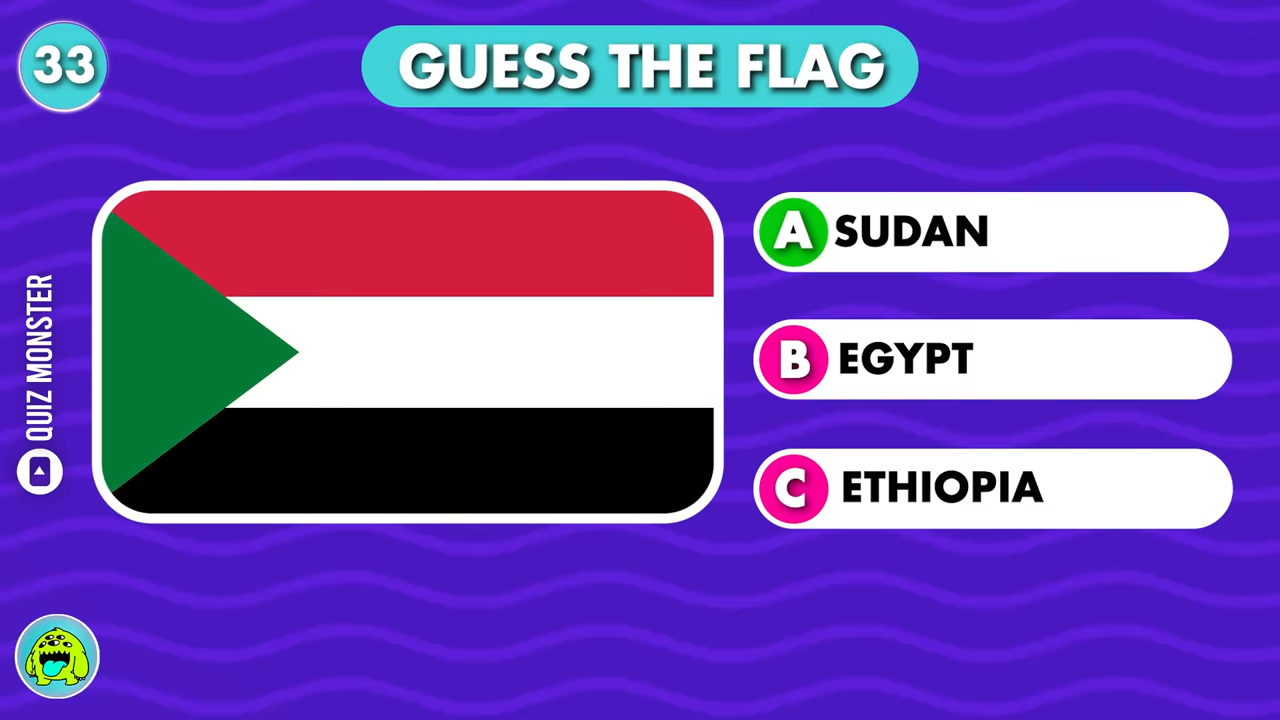 33
GUESS THE FLAG
A SUDAN
B EGYPT
C ETHIOPIA
QUIZ MONSTER